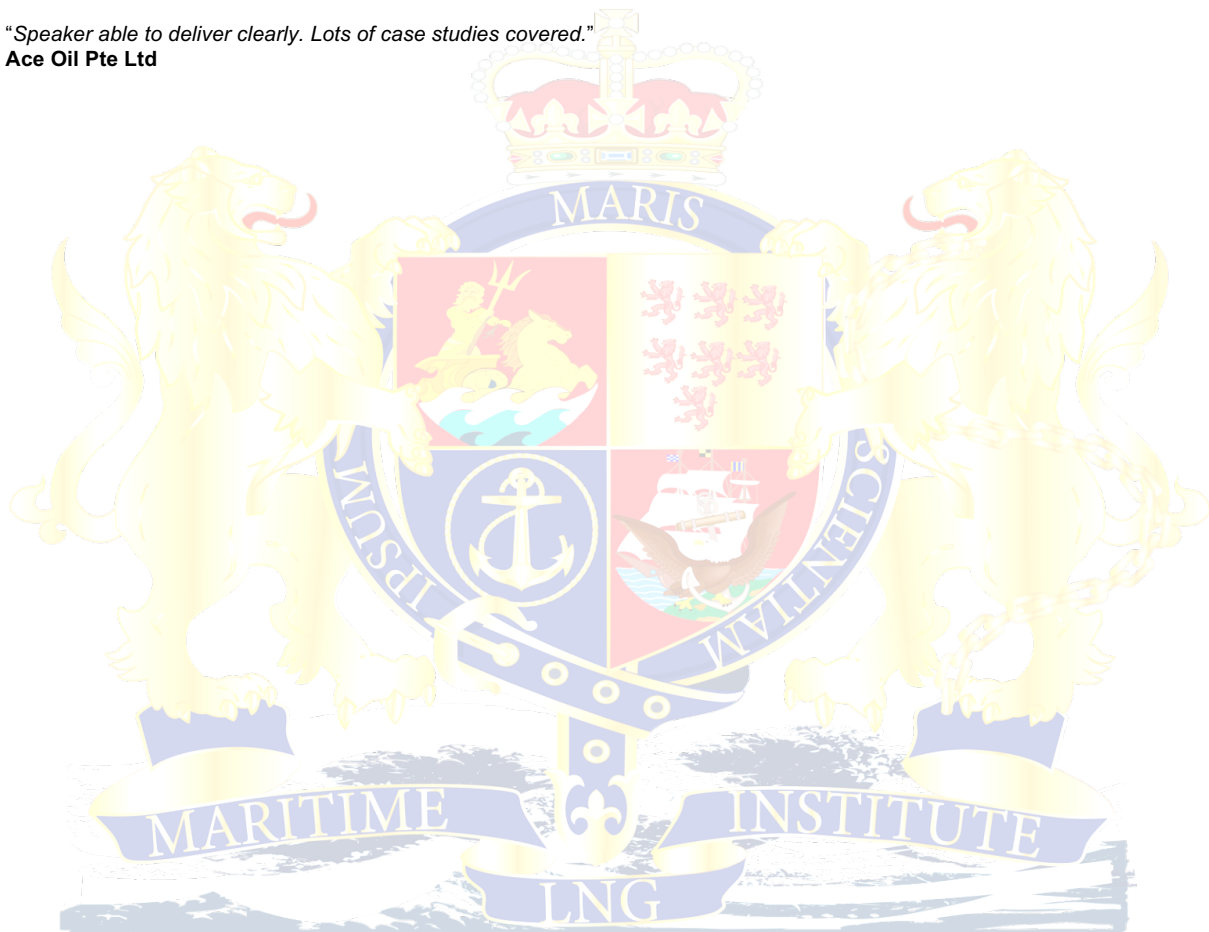 “Speaker able to deliver clearly. Lots of case studies covered.”
Ace Oil Pte Ltd
MARIS
IPSUM
SCIENTIAM
MARITIME
INSTITUTE
LNG